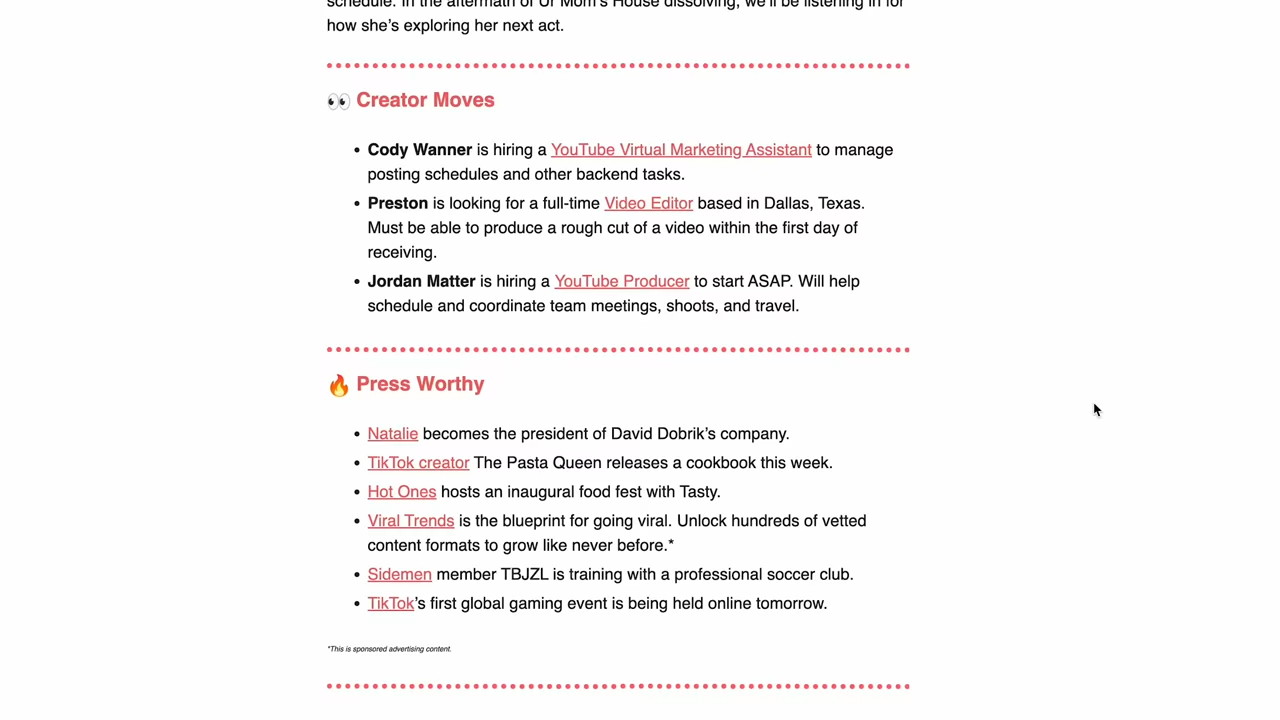 schedule. In the aftermath of Ur Mom's House dissolving, we'll be listening in for
how she's exploring her next act.
👀 Creator Moves
• Cody Wanner is hiring a YouTube Virtual Marketing Assistant to manage
posting schedules and other backend tasks.
• Preston is looking for a full-time Video Editor based in Dallas, Texas.
Must be able to produce a rough cut of a video within the first day of
receiving.
• Jordan Matter is hiring a YouTube Producer to start ASAP. Will help
schedule and coordinate team meetings, shoots, and travel.
🔥 Press Worthy
• Natalie becomes the president of David Dobrik’s company.
• TikTok creator The Pasta Queen releases a cookbook this week.
• Hot Ones hosts an inaugural food fest with Tasty.
• Viral Trends is the blueprint for going viral. Unlock hundreds of vetted
content formats to grow like never before.*
• Sidemen member TBJZL is training with a professional soccer club.
• TikTok’s first global gaming event is being held online tomorrow.
*This is sponsored advertising content.